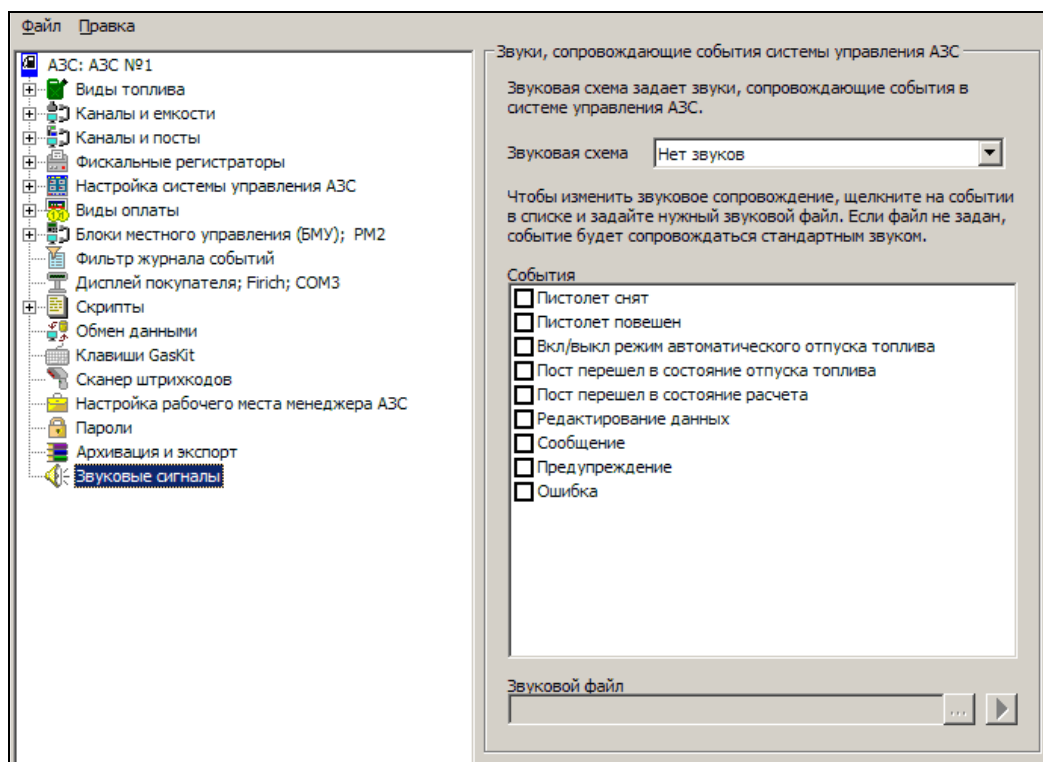 Файл Правка
АЗС: АЗС №1
Виды топлива
Каналы и емкости
Каналы и посты
Фискальные регистраторы
Настройка системы управления АЗС
Виды оплаты
Блоки местного управления (БМУ); РМ2
Фильтр журнала событий
Дисплей покупателя; Firich; COM3
Скрипты
Обмен данными
Клавиши GasKit
Сканер штрихкодов
Настройка рабочего места менеджера АЗС
Пароли
Архивация и экспорт
Звуковые сигналы
Звуки, сопровождающие события системы управления АЗС
Звуковая схема задает звуки, сопровождающие события в
системе управления АЗС.
Звуковая схема Нет звуков
Чтобы изменить звуковое сопровождение, щелкните на событии
в списке и задайте нужный звуковой файл. Если файл не задан,
событие будет сопровождаться стандартным звуком.
События
Пистолет снят
Пистолет повешен
Вкл/выкл режим автоматического отпуска топлива
Пост перешел в состояние отпуска топлива
Пост перешел в состояние расчета
Редактирование данных
Сообщение
Предупреждение
Ошибка
Звуковой файл
...